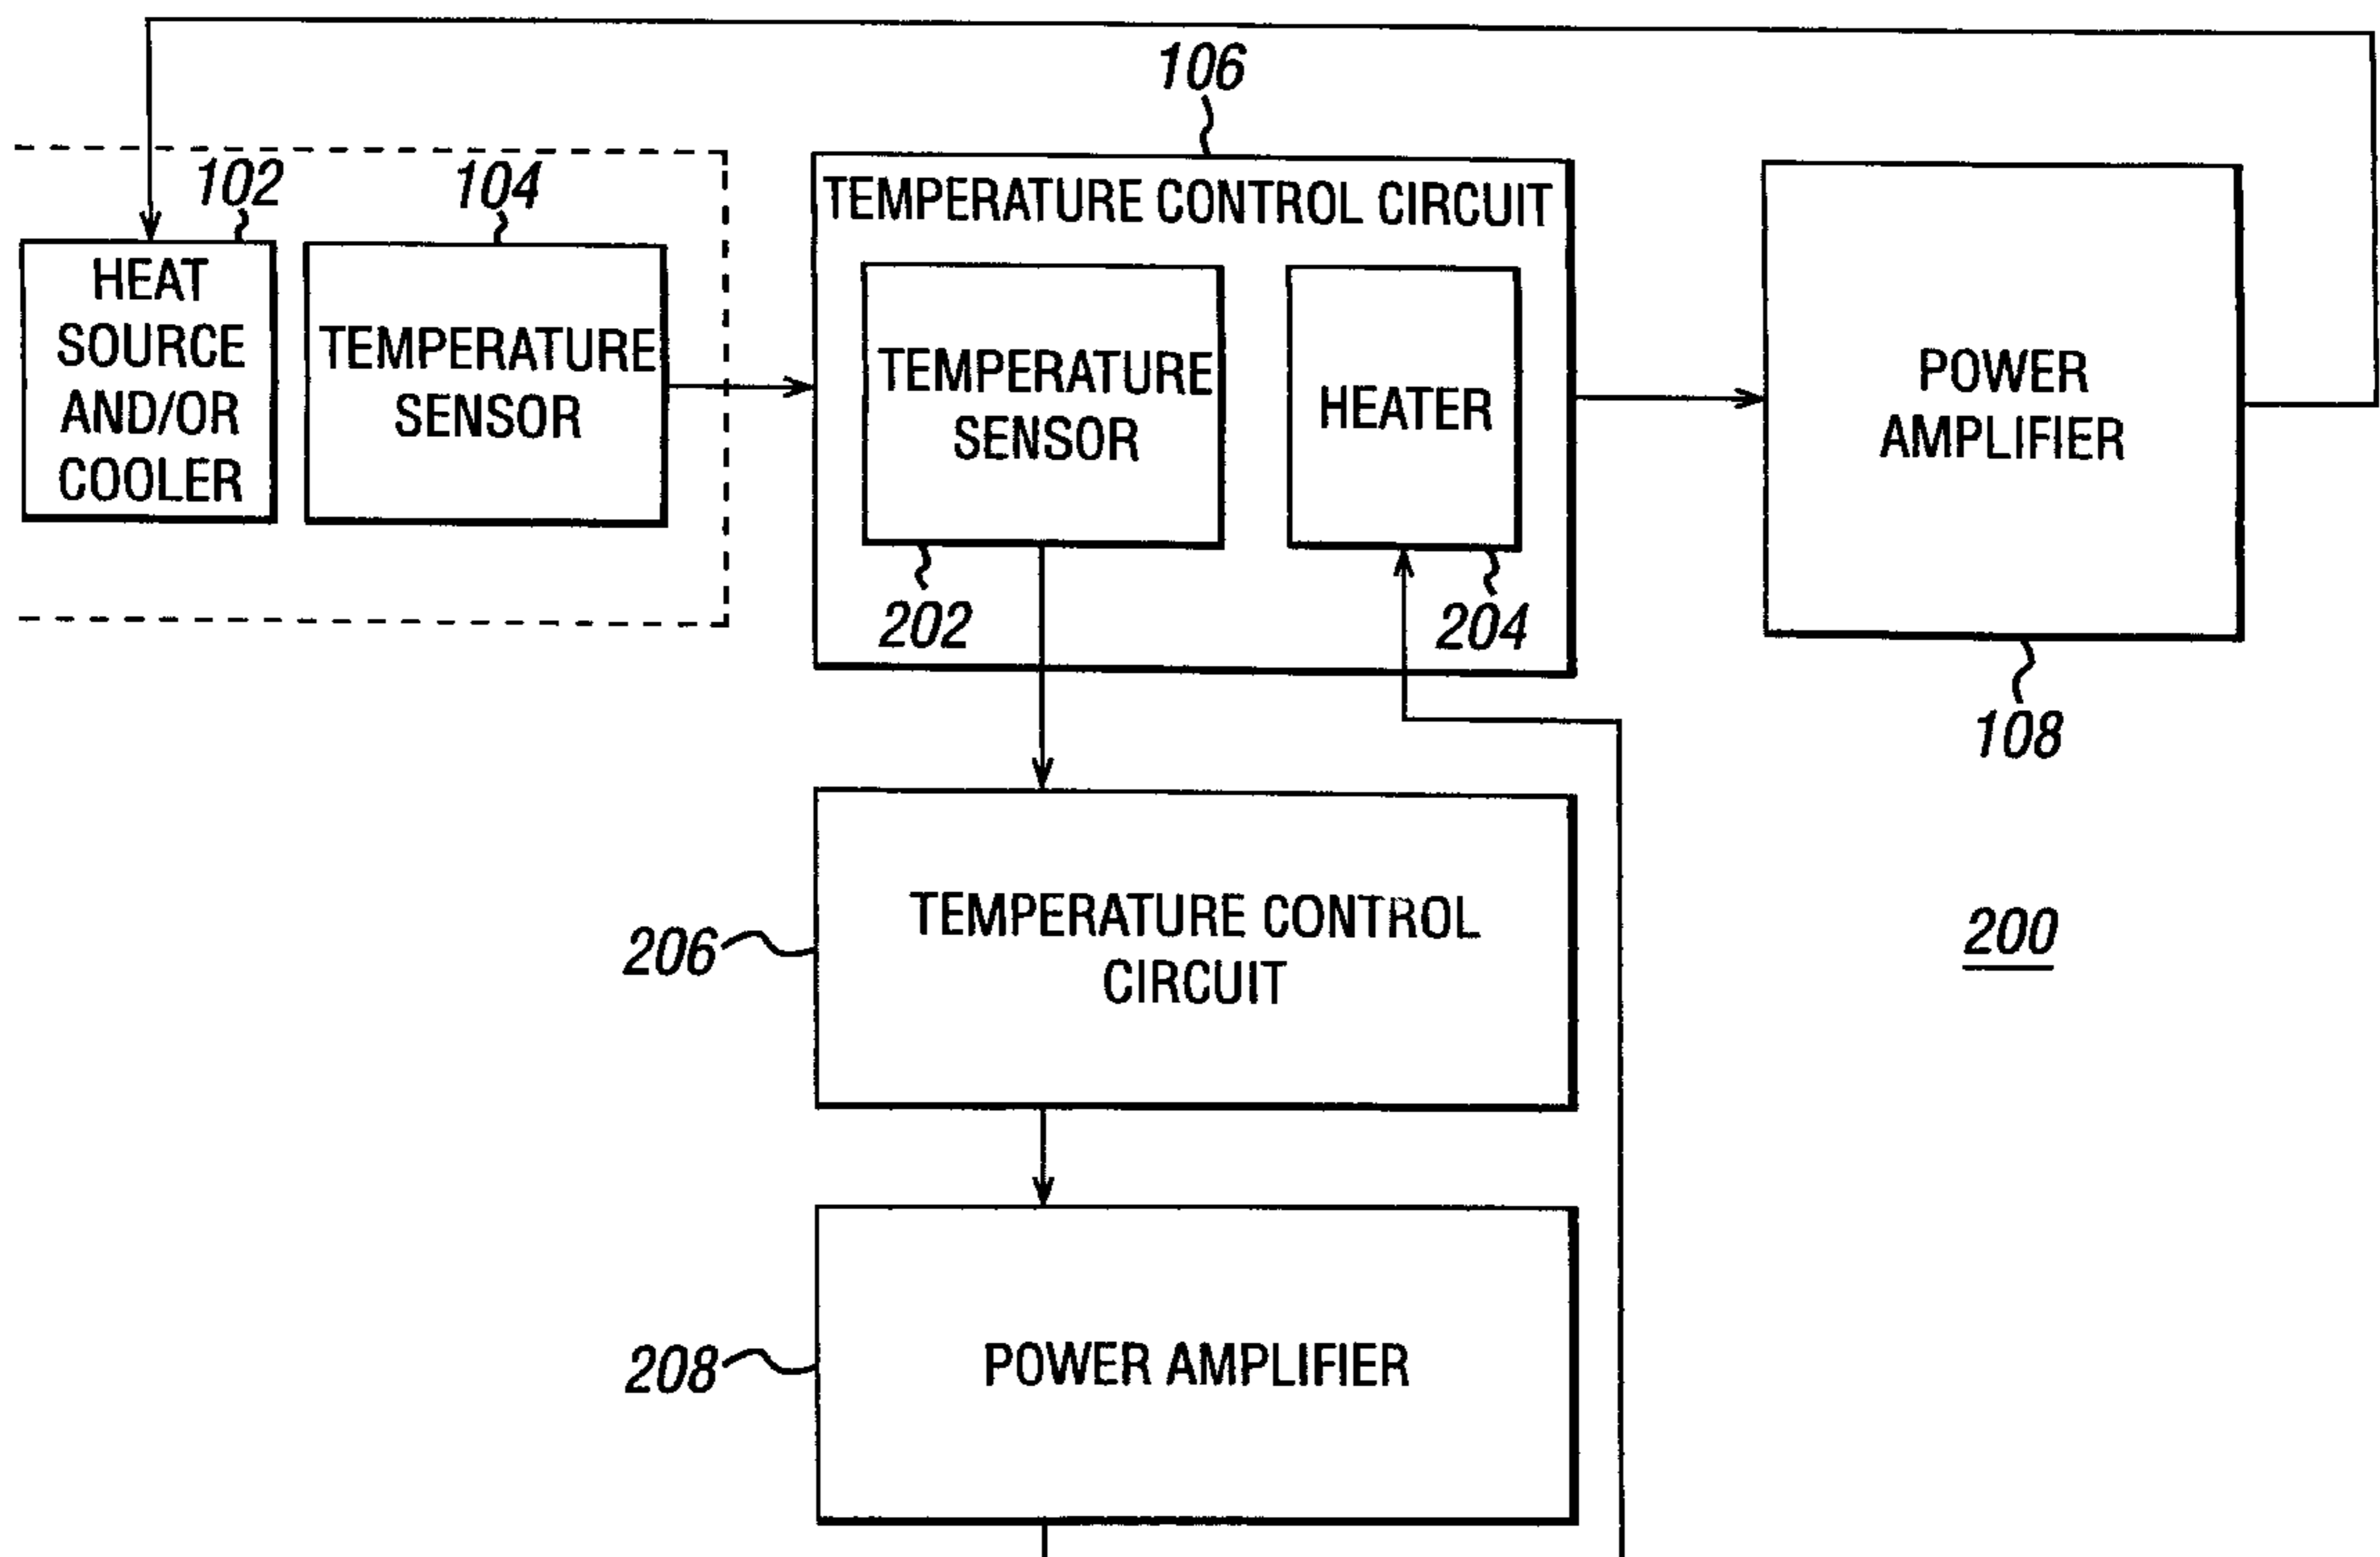 106
102
104
TEMPERATURE CONTROL CIRCUIT
HEAT
SOURCE
AND/OR
COOLER
TEMPERATURE
SENSOR
TEMPERATURE
SENSOR
HEATER
POWER
AMPLIFIER
202
204
108
TEMPERATURE CONTROL
CIRCUIT
206
200
POWER AMPLIFIER
208